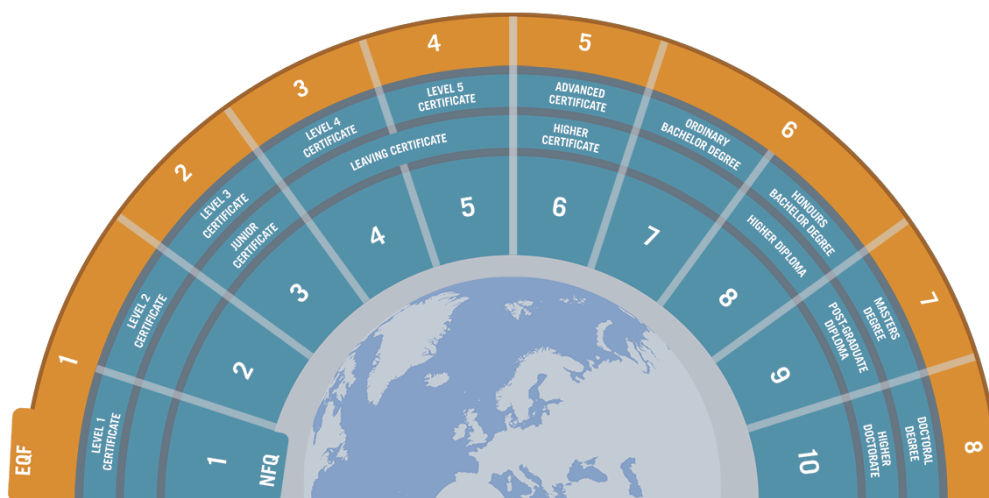 EQF
1
2
3
4
5
6
7
8
LEVEL 1
CERTIFICATE
LEVEL 2
CERTIFICATE
LEVEL 3
CERTIFICATE
LEVEL 4
CERTIFICATE
LEVEL 5
CERTIFICATE
ADVANCED
CERTIFICATE
ORDINARY
BACHELOR DEGREE
HONOURS
BACHELOR DEGREE
MASTERS
DEGREE
DOCTORAL
DEGREE
JUNIOR
CERTIFICATE
LEAVING CERTIFICATE
HIGHER
CERTIFICATE
HIGHER DIPLOMA
POST-GRADUATE
DIPLOMA
HIGHER
DOCTORATE
NFQ
1
2
3
4
5
6
7
8
9
10